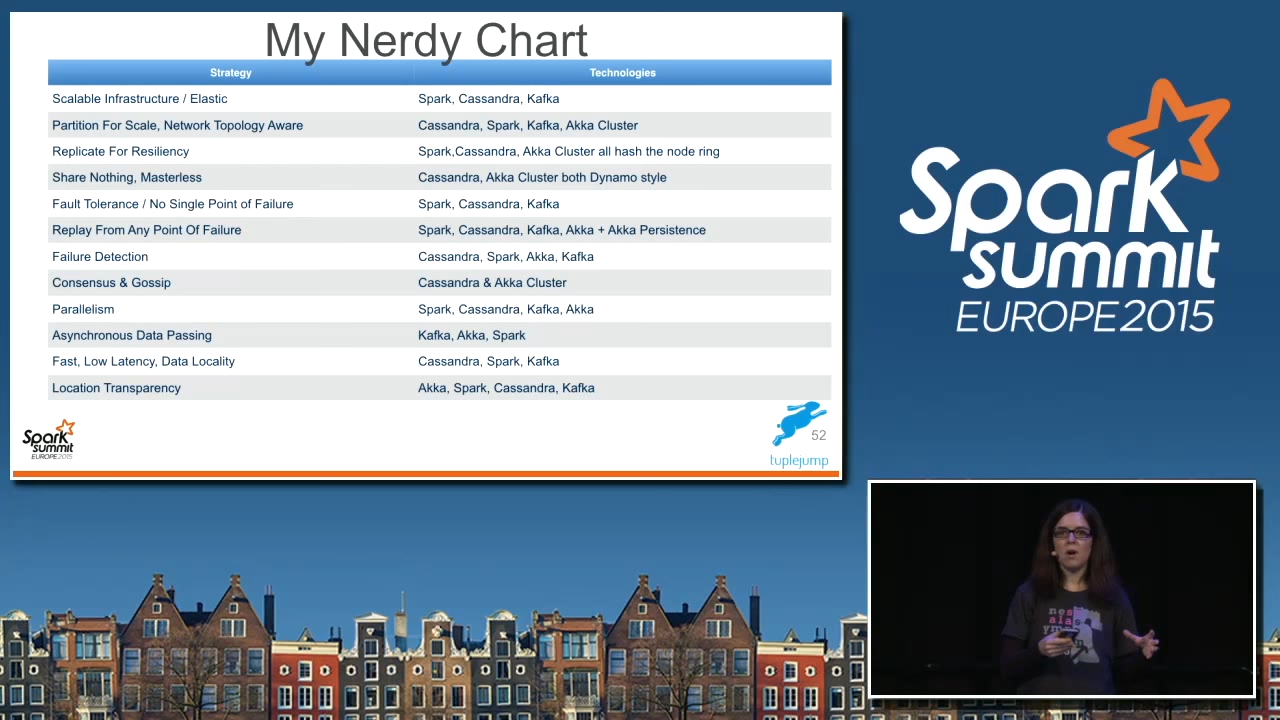 My Nerdy Chart
Strategy Technologies
Scalable Infrastructure / Elastic Spark, Cassandra, Kafka
Partition For Scale, Network Topology Aware Cassandra, Spark, Kafka, Akka Cluster
Replicate For Resiliency Spark,Cassandra, Akka Cluster all hash the node ring
Share Nothing, Masterless Cassandra, Akka Cluster both Dynamo style
Fault Tolerance / No Single Point of Failure Spark, Cassandra, Kafka
Replay From Any Point Of Failure Spark, Cassandra, Kafka, Akka + Akka Persistence
Failure Detection Cassandra, Spark, Akka, Kafka
Consensus & Gossip Cassandra & Akka Cluster
Parallelism Spark, Cassandra, Kafka, Akka
Asynchronous Data Passing Kafka, Akka, Spark
Fast, Low Latency, Data Locality Cassandra, Spark, Kafka
Location Transparency Akka, Spark, Cassandra, Kafka
Spark
summit
EUROPE 2015
52
tuplejump
Spark
summit
EUROPE 2015